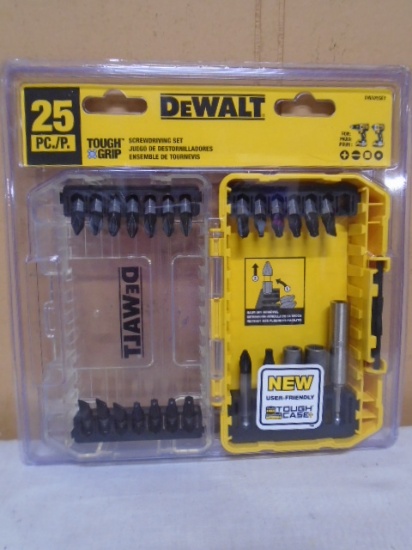 25
PC./P.
DEWALT
TOUGH GRIP
SCREWDRIVING SET
JUEGO DE DESTORNILLADORES
ENSEMBLE DE TOURNEVIS
DEWALT
NEW
USER-FRIENDLY
TOUGH
CASE